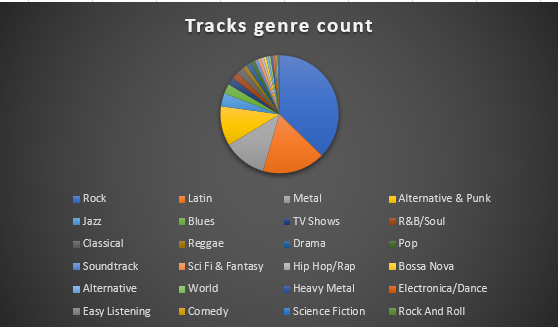 Tracks genre count
Rock Latin Metal Alternative & Punk
Jazz Blues TV Shows R&B/Soul
Classical Reggae Drama Pop
Soundtrack Sci Fi & Fantasy Hip Hop/Rap Bossa Nova
Alternative World Heavy Metal Electronica/Dance
Easy Listening Comedy Science Fiction Rock And Roll